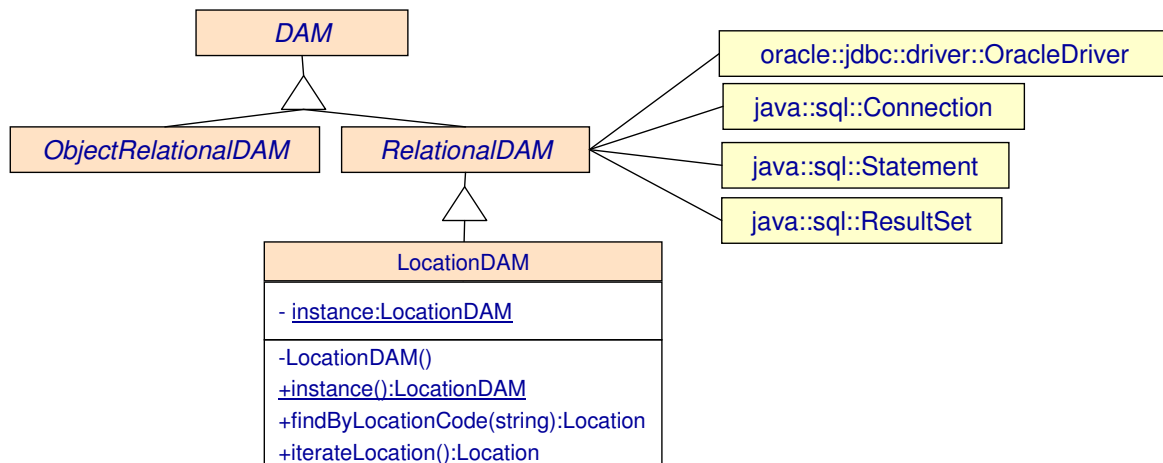 DAM
oracle::jdbc::driver::OracleDriver
java::sql::Connection
ObjectRelationalDAM
RelationalDAM
java::sql::Statement
java::sql::ResultSet
LocationDAM
- instance:LocationDAM
-LocationDAM()
+instance():LocationDAM
+findByLocationCode(string):Location
+iterateLocation():Location